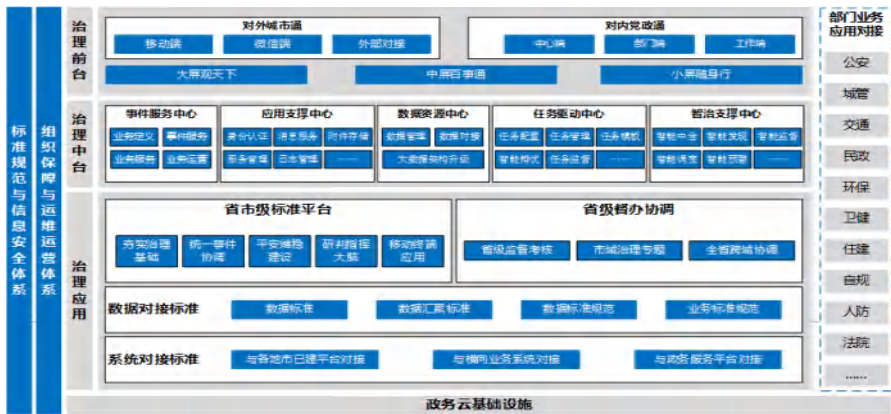 标准规范与信息安全体系
组织保障与运维运营体系
治理前台
对外城市通
移动端 微信端 外部对接
对内党政通
中心端 部门端 工作端
大屏观天下 中屏百事通 小屏随身行
治理中台
事件服务中心
业务定义 事件服务
业务服务 业务运营
应用支撑中心
身份认证 消息服务 附件存储
服务管理 日志管理 ......
数据资源中心
数据管理 数据对接
大数据架构升级
任务驱动中心
任务配置 任务管理 任务模板
智能模式 任务监督 ......
智治支撑中心
智能中仓 智能发现 智能监督
智能调度 智能预警 ......
治理应用
省市级标准平台
夯实治理基础
统一事件协调
平安维稳建设
研判指挥大脑
移动终端应用
省级督办协调
省级监督考核 市域治理专题 全省跨域协调
数据对接标准 数据标准 数据汇聚标准 数据标准规范 业务标准规范
系统对接标准 与各地市已建平台对接 与横向业务系统对接 与政务服务平台对接
政务云基础设施
部门业务
应用对接
公安
城管
交通
民政
环保
卫健
住建
自规
人防
法院
......